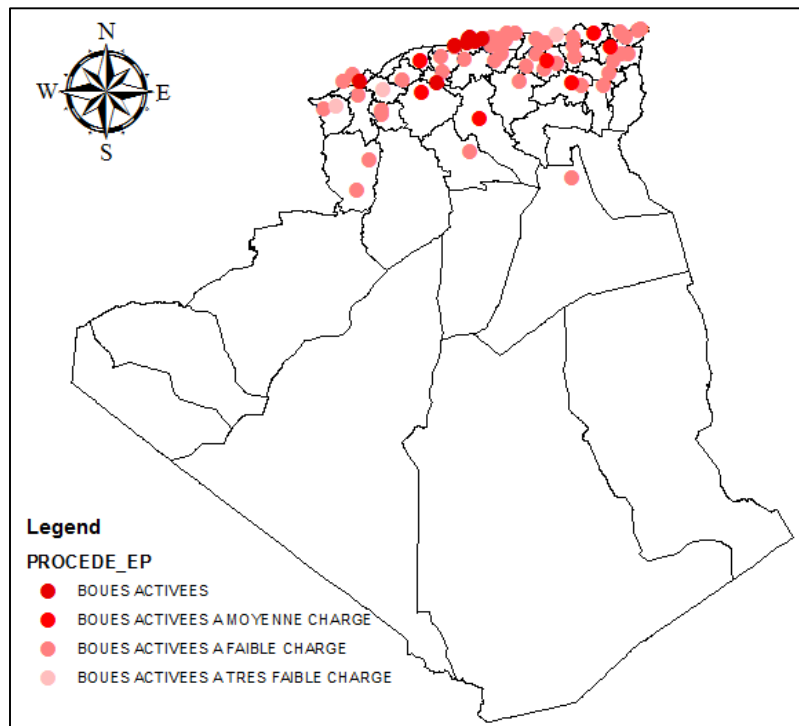 N
W E
S
Legend
PROCEDE_EP
BOUES ACTIVEES
BOUES ACTIVEES A MOYENNE CHARGE
BOUES ACTIVEES A FAIBLE CHARGE
BOUES ACTIVEES A TRES FAIBLE CHARGE